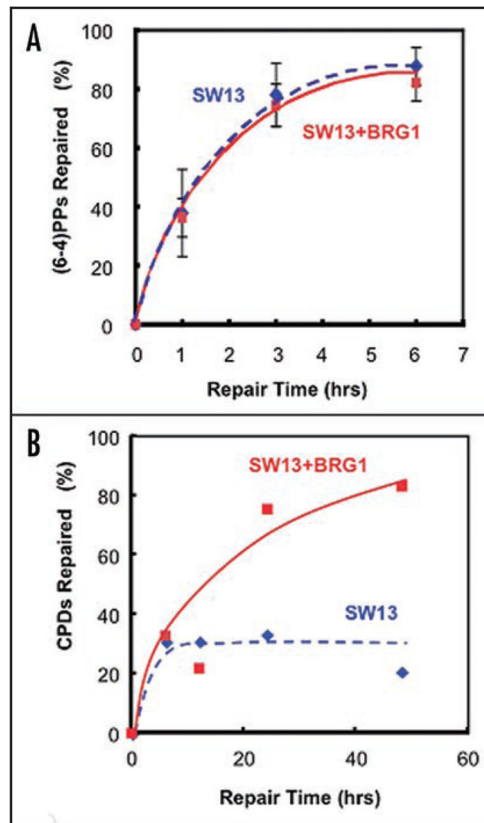 A
100
80
60
40
20
0
(6-4)PPs Repaired (%)
SW13
SW13+BRG1
0 1 2 3 4 5 6 7
Repair Time (hrs)
B
100
80
60
40
20
0
CPDs Repaired (%)
SW13+BRG1
SW13
0 20 40 60
Repair Time (hrs)